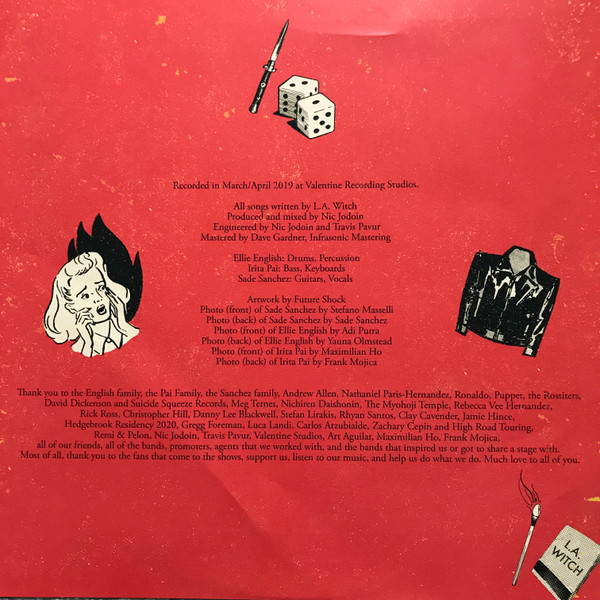 Recorded in March/April 2019 at Valentine Recording Studios.
All songs written by L.A. Witch
Produced and mixed by Nic Jodoin
Engineered by Nic Jodoin and Travis Pavur
Mastered by Dave Gardner, Infrasonic Mastering
Ellie English: Drums, Percussion
Irita Pai: Bass, Keyboards
Sade Sanchez: Guitars, Vocals
Artwork by Future Shock
Photo (front) of Sade Sanchez by Stefano Masselli
Photo (back) of Sade Sanchez by Sade Sanchez
Photo (front) of Ellie English by Adi Putra
Photo (back) of Ellie English by Yauna Olmstead
Photo (front) of Irita Pai by Maximilian Ho
Photo (back) of Irita Pai by Frank Mojica
Thank you to the English family, the Pai Family, the Sanchez family, Andrew Allen, Nathaniel Paris-Hernandez, Ronaldo, Puppet, the Rostiters,
David Dickenson and Suicide Squeeze Records, Meg Ternes, Nichiren Daishonin, The Myohoji Temple, Rebecca Vee Hernandez,
Rick Ross, Christopher Hill, Danny Lee Blackwell, Stefan Lirakis, Rhyan Santos, Clay Cavender, Jamie Hince,
Hedgebrook Residency 2020, Gregg Foreman, Luca Landi, Carlos Arzubialde, Zachary Cepin and High Road Touring,
Remi & Pelon, Nic Jodoin, Travis Pavur, Valentine Studios, Art Aguilar, Maximilian Ho, Frank Mojica,
all of our friends, all of the bands, promoters, agents that we worked with, and the bands that inspired us or got to share a stage with.
Most of all, thank you to the fans that come to the shows, support us, listen to our music, and help us do what we do. Much love to all of you.
L.A.
WITCH